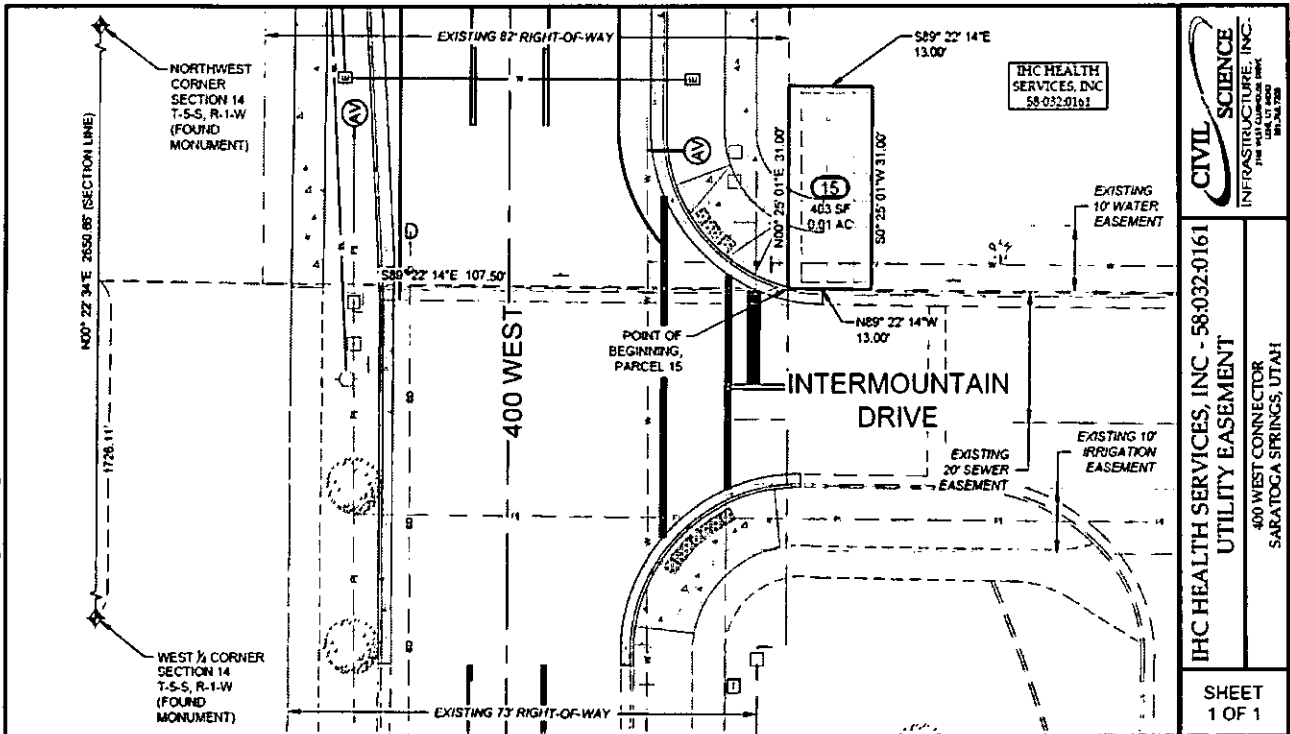 EXISTING 82' RIGHT-OF-WAY
S89° 22' 14"E
13.00'
NORTHWEST
CORNER
SECTION 14
T-5-S, R-1-W
(FOUND
MONUMENT)
IHC HEALTH
SERVICES, INC
58:032:0161
AV
AV
N00° 22' 34"E 2650.86' (SECTION LINE)
N00° 25' 01"E 31.00'
15
403 SF
0.01 AC
S0° 25' 01"W 31.00'
EXISTING
10' WATER
EASEMENT
S89° 22' 14"E 107.50'
POINT OF
BEGINNING,
PARCEL 15
N89° 22' 14"W
13.00'
400 WEST
INTERMOUNTAIN
DRIVE
1726.11'
EXISTING
20' SEWER
EASEMENT
EXISTING 10'
IRRIGATION
EASEMENT
WEST ¼ CORNER
SECTION 14
T-5-S, R-1-W
(FOUND
MONUMENT)
EXISTING 73' RIGHT-OF-WAY
CIVIL SCIENCE
INFRASTRUCTURE, INC.
IHC HEALTH SERVICES, INC - 58:032:0161
UTILITY EASEMENT
400 WEST CONNECTOR
SARATOGA SPRINGS, UTAH
SHEET
1 OF 1